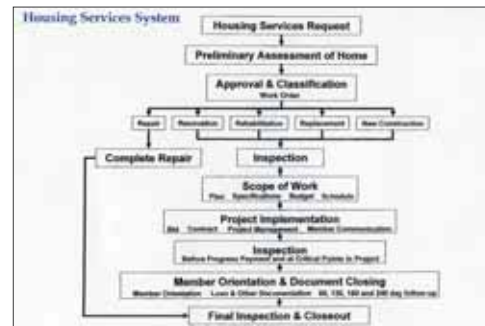 Housing Services System
Housing Services Request
Preliminary Assessment of Home
Approval & Classification
Work Order
Repair
Renovation
Rehabilitation
Replacement
New Construction
Complete Repair
Inspection
Scope of Work
Plan Specifications Budget Schedule
Project Implementation
Bid Contract Project Management Member Communication
Inspection
Before Progress Payment and at Critical Points in Project
Member Orientation & Document Closing
Member Orientation Loan & Other Documentation 60, 120, 180 and 240 day follow up
Final Inspection & Closeout